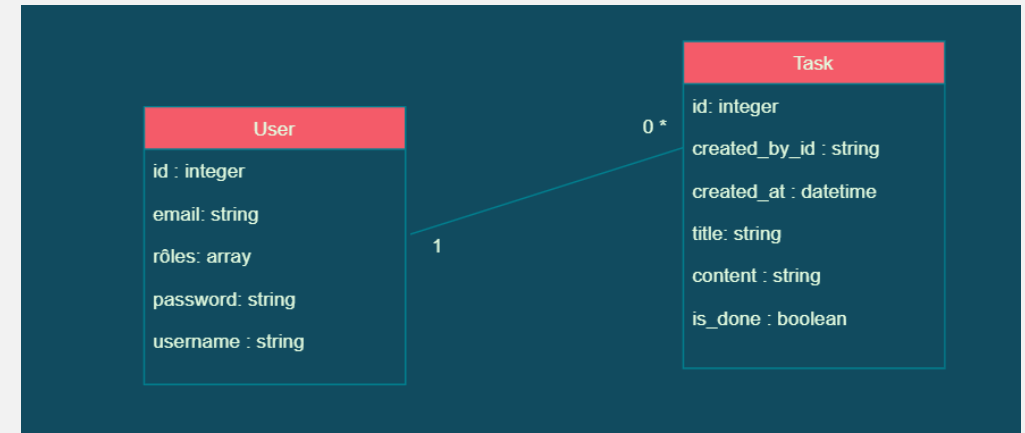 User
id : integer
email: string
rôles: array
password: string
username : string
1
0 *
Task
id: integer
created_by_id : string
created_at : datetime
title: string
content : string
is_done : boolean